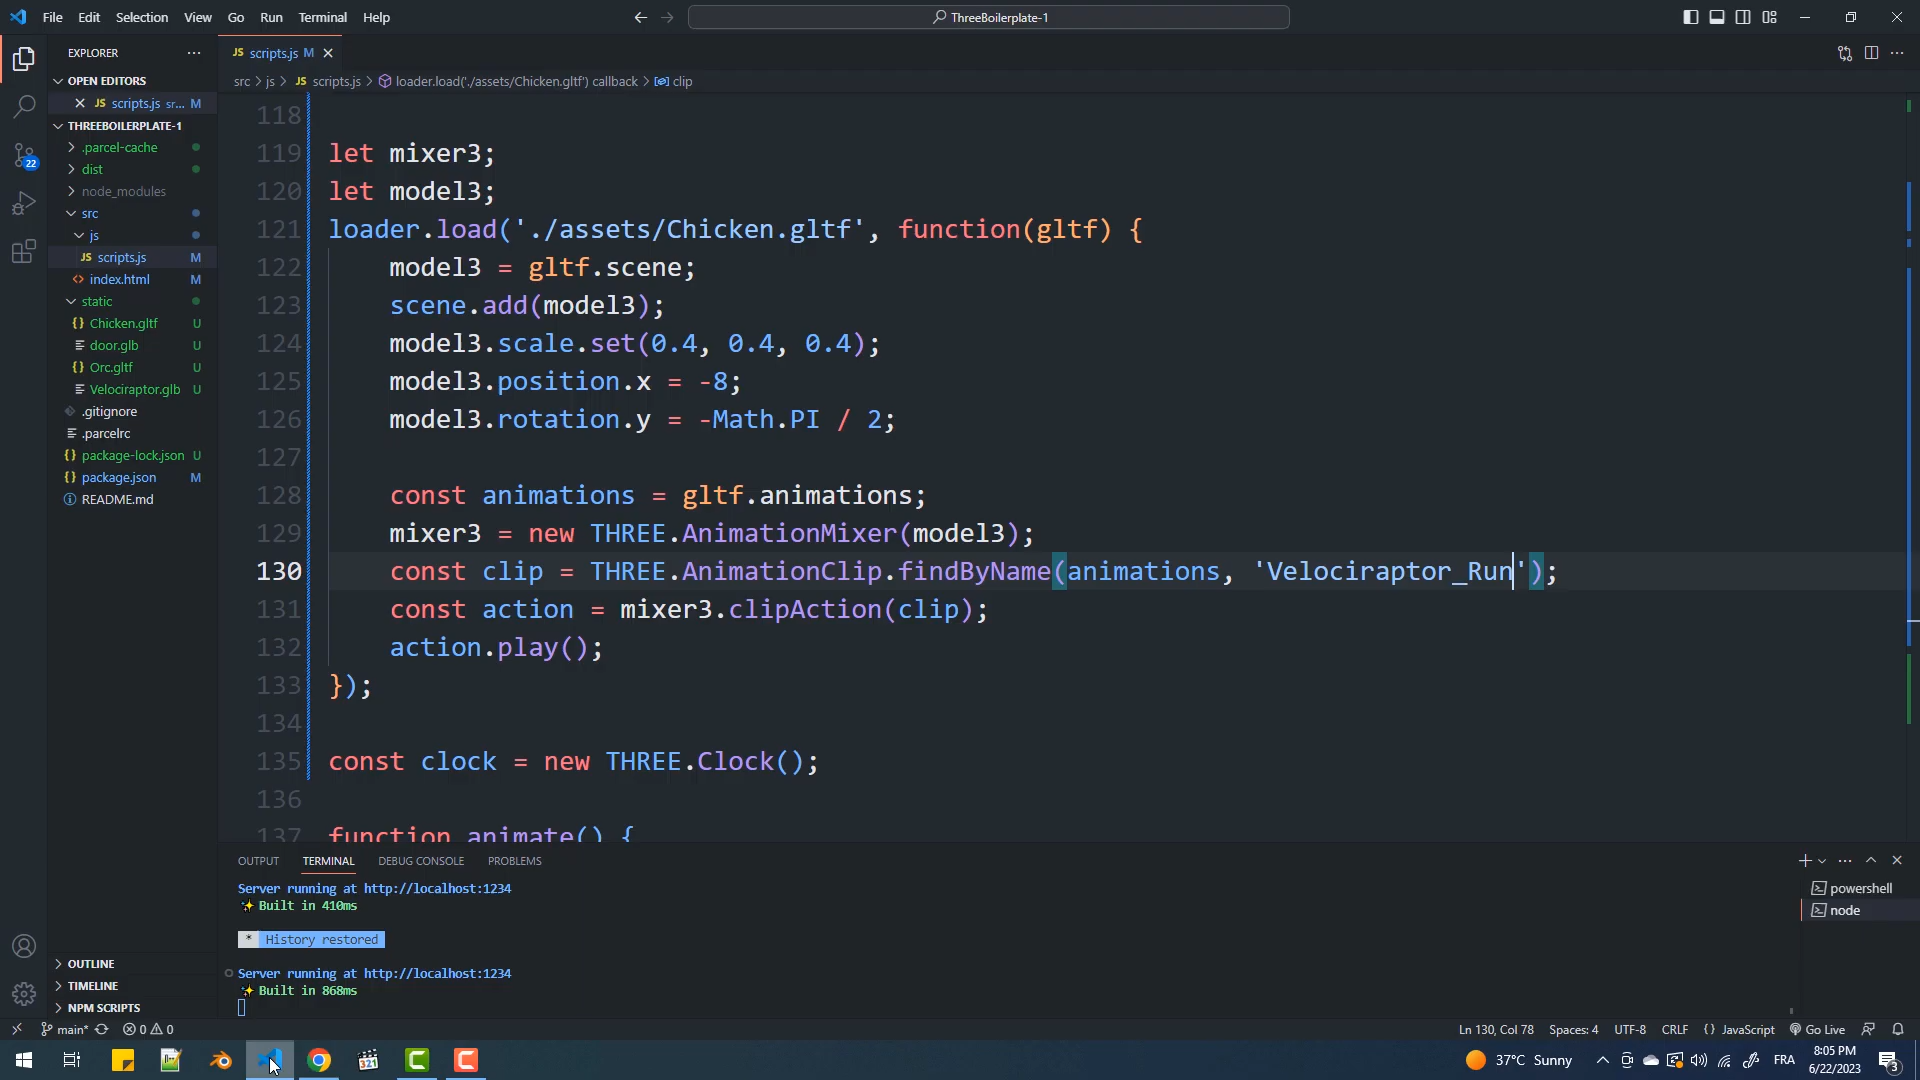 File Edit Selection View Go Run Terminal Help
ThreeBoilerplate-1
EXPLORER
OPEN EDITORS
JS scripts.js sr... M
THREEBOILERPLATE-1
.parcel-cache
dist
node_modules
src
js
JS scripts.js M
index.html M
static
Chicken.gltf U
door.glb U
Orc.gltf U
Velociraptor.glb U
.gitignore
.parcelrc
package-lock.json U
package.json M
README.md
OUTLINE
TIMELINE
NPM SCRIPTS
22
JS scripts.js M
src > js > JS scripts.js > loader.load('./assets/Chicken.gltf') callback > clip
118
119 let mixer3;
120 let model3;
121 loader.load('./assets/Chicken.gltf', function(gltf) {
122 model3 = gltf.scene;
123 scene.add(model3);
124 model3.scale.set(0.4, 0.4, 0.4);
125 model3.position.x = -8;
126 model3.rotation.y = -Math.PI / 2;
127
128 const animations = gltf.animations;
129 mixer3 = new THREE.AnimationMixer(model3);
130 const clip = THREE.AnimationClip.findByName(animations, 'Velociraptor_Run');
131 const action = mixer3.clipAction(clip);
132 action.play();
133 });
134
135 const clock = new THREE.Clock();
136
137 function animate() {
OUTPUT TERMINAL DEBUG CONSOLE PROBLEMS
Server running at http://localhost:1234
✨ Built in 410ms
* History restored
Server running at http://localhost:1234
✨ Built in 868ms
powershell
node
main* 0 0
Ln 130, Col 78 Spaces: 4 UTF-8 CRLF {} JavaScript Go Live
321
37°C Sunny
FRA
8:05 PM
6/22/2023
3